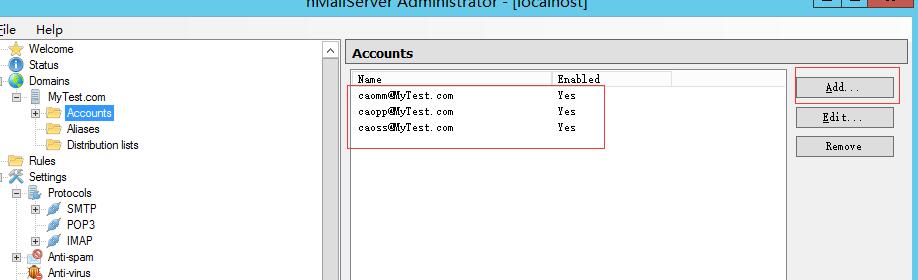 hMailServer Administrator - [localhost]
File Help
Welcome
Status
Domains
MyTest.com
Accounts
Aliases
Distribution lists
Rules
Settings
Protocols
SMTP
POP3
IMAP
Anti-spam
Anti-virus
Accounts
Name Enabled
caomm@MyTest.com Yes
caopp@MyTest.com Yes
caoss@MyTest.com Yes
Add...
Edit...
Remove